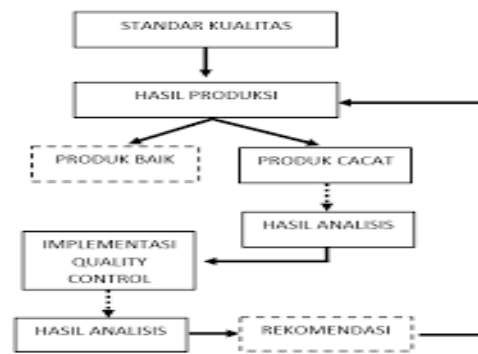 STANDAR KUALITAS
HASIL PRODUKSI
PRODUK BAIK
PRODUK CACAT
HASIL ANALISIS
IMPLEMENTASI
QUALITY
CONTROL
HASIL ANALISIS
REKOMENDASI